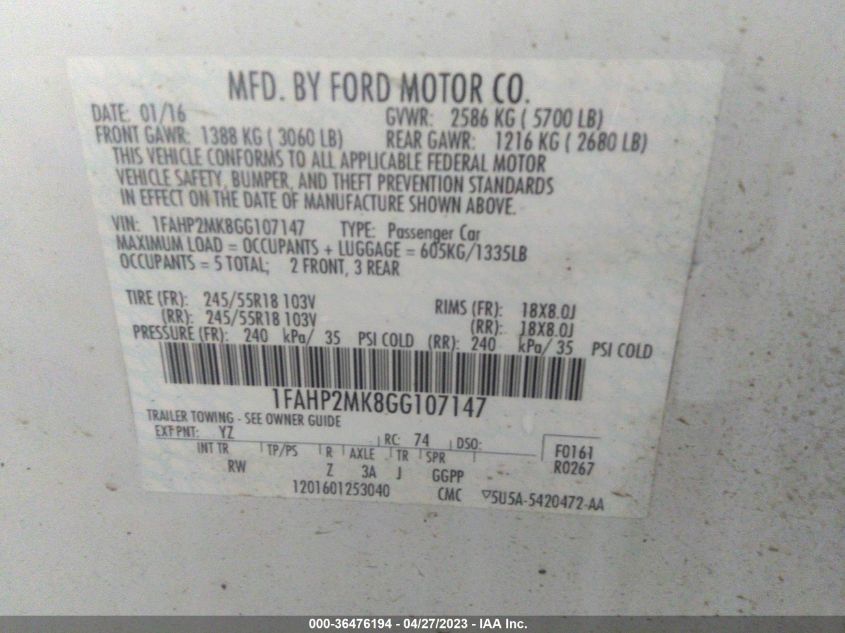 MFD. BY FORD MOTOR CO.
DATE: 01/16 GVWR: 2586 KG ( 5700 LB)
FRONT GAWR: 1388 KG ( 3060 LB) REAR GAWR: 1216 KG ( 2680 LB)
THIS VEHICLE CONFORMS TO ALL APPLICABLE FEDERAL MOTOR
VEHICLE SAFETY, BUMPER, AND THEFT PREVENTION STANDARDS
IN EFFECT ON THE DATE OF MANUFACTURE SHOWN ABOVE.
VIN: 1FAHP2MK8GG107147 TYPE: Passenger Car
MAXIMUM LOAD = OCCUPANTS + LUGGAGE = 605KG/1335LB
OCCUPANTS = 5 TOTAL; 2 FRONT, 3 REAR
TIRE (FR): 245/55R18 103V RIMS (FR): 18X8.0J
(RR): 245/55R18 103V (RR): 18X8.0J
PRESSURE (FR): 240 kPa/ 35 PSI COLD (RR): 240 kPa/ 35 PSI COLD
1FAHP2MK8GG107147
TRAILER TOWING - SEE OWNER GUIDE
EXT PNT: YZ RC: 74 DSO: F0161
INT TR TP/PS R AXLE TR SPR R0267
RW Z 3A J GGPP
1201601253040 CMC ▽5U5A-5420472-AA
000-36476194 - 04/27/2023 - IAA Inc.